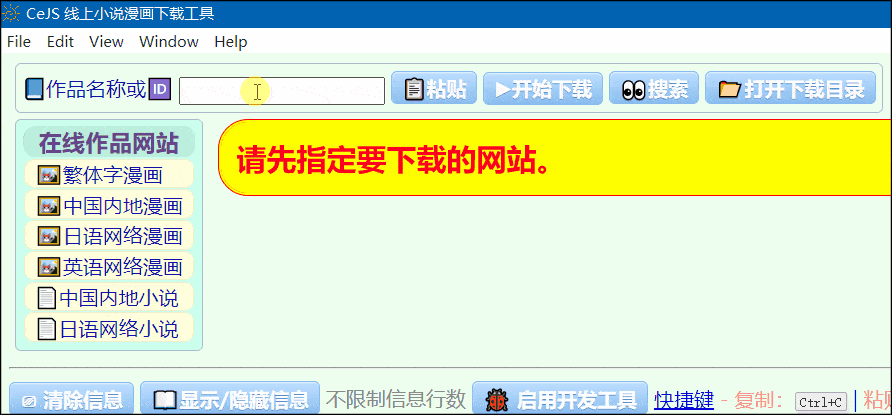 CeJS 线上小说漫画下载工具
File Edit View Window Help
作品名称或 ID 粘贴 开始下载 搜索 打开下载目录
在线作品网站
请先指定要下载的网站。
繁体字漫画
中国内地漫画
日语网络漫画
英语网络漫画
中国内地小说
日语网络小说
清除信息 显示/隐藏信息 不限制信息行数 启用开发工具 快捷键 - 复制： Ctrl+C | 粘